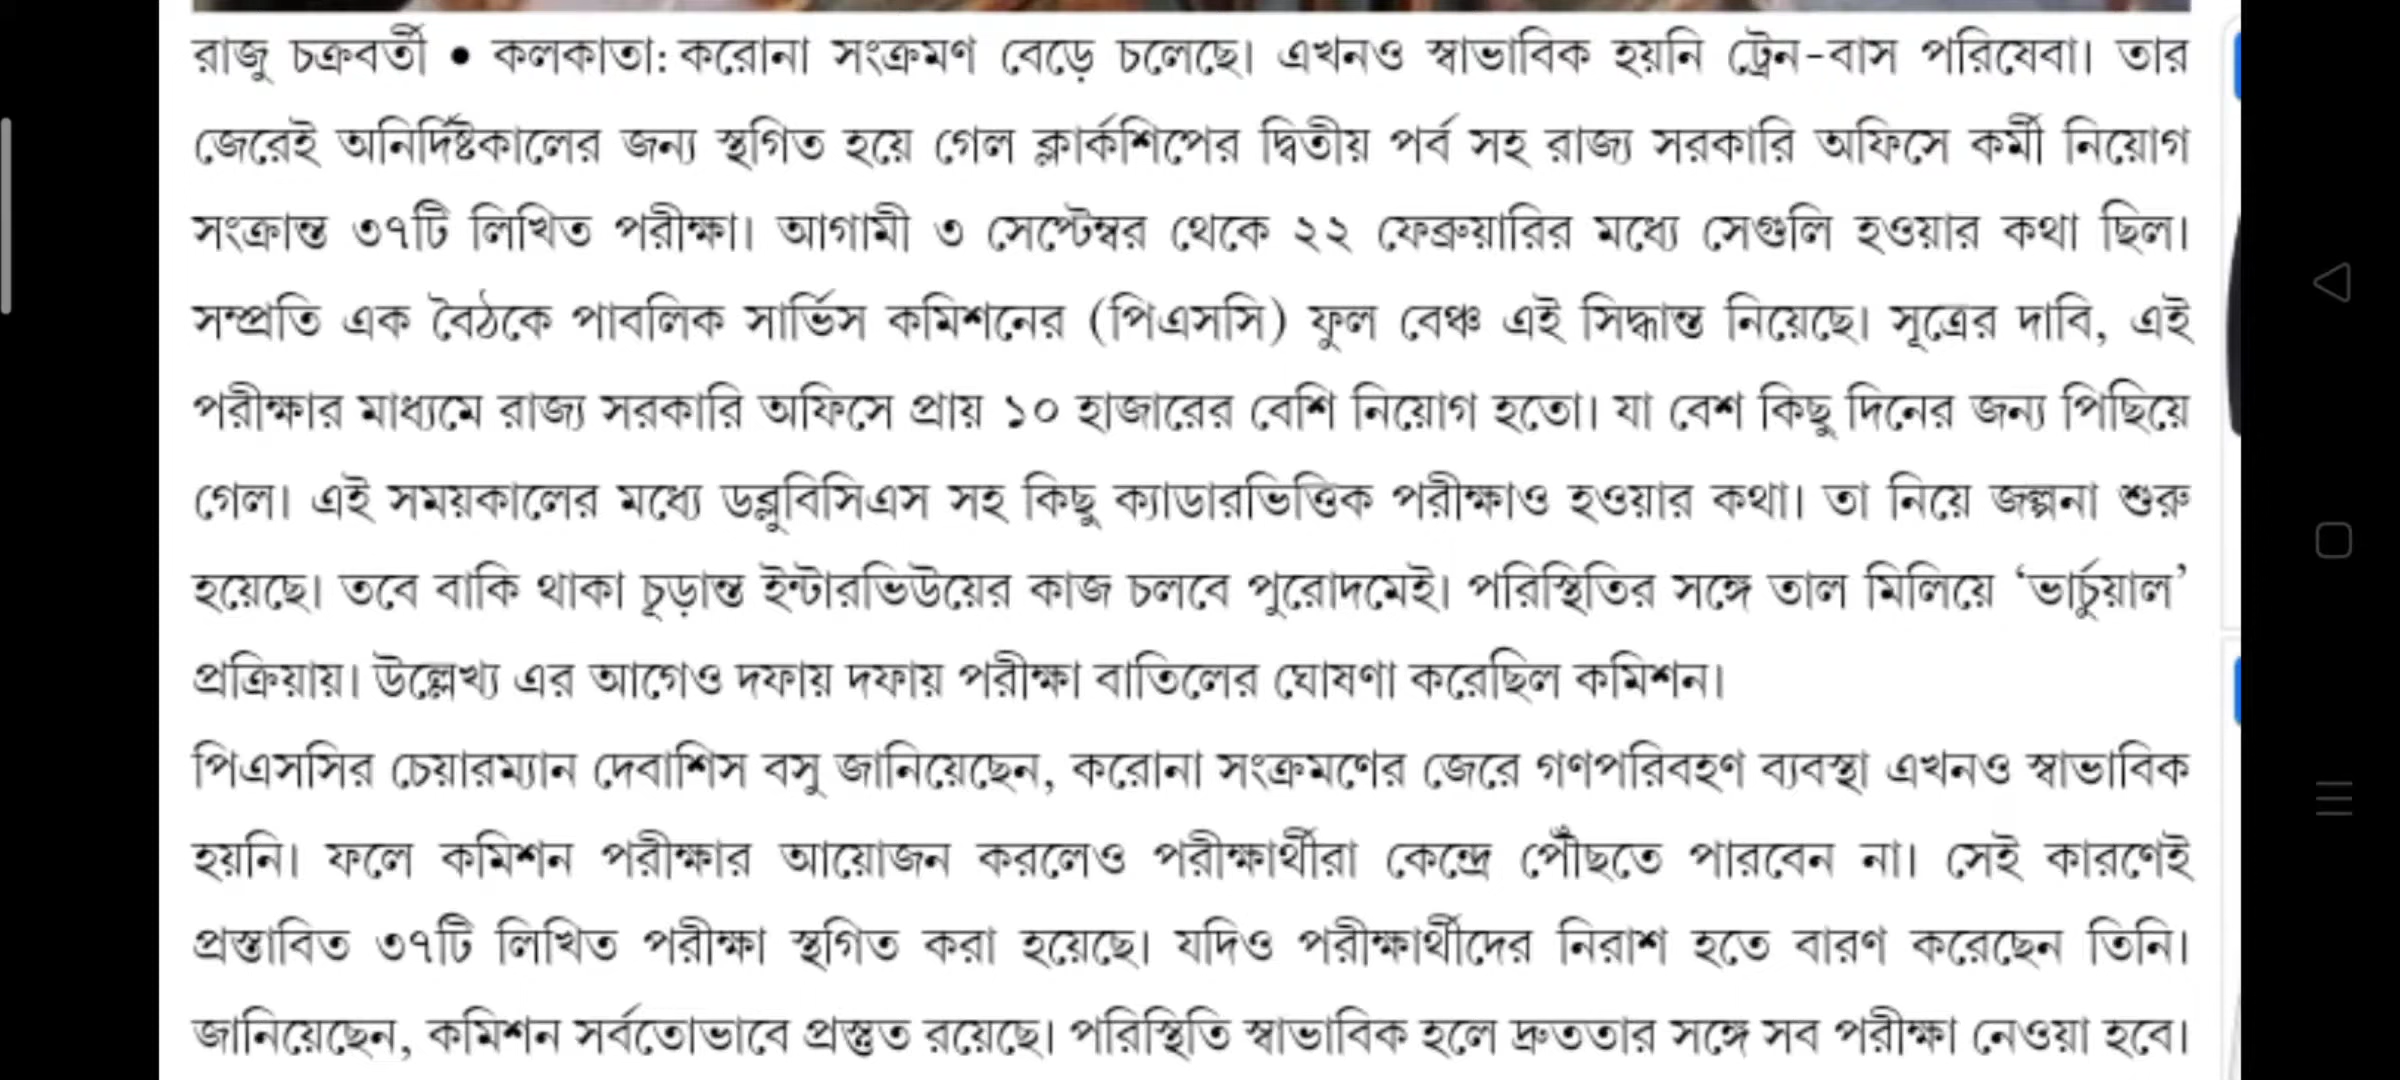 রাজু চক্রবর্তী • কলকাতা: করোনা সংক্রমণ বেড়ে চলেছে। এখনও স্বাভাবিক হয়নি ট্রেন-বাস পরিষেবা। তার
জেরেই অনির্দিষ্টকালের জন্য স্থগিত হয়ে গেল ক্লার্কশিপের দ্বিতীয় পর্ব সহ রাজ্য সরকারি অফিসে কর্মী নিয়োগ
সংক্রান্ত ৩৭টি লিখিত পরীক্ষা। আগামী ৩ সেপ্টেম্বর থেকে ২২ ফেব্রুয়ারির মধ্যে সেগুলি হওয়ার কথা ছিল।
সম্প্রতি এক বৈঠকে পাবলিক সার্ভিস কমিশনের (পিএসসি) ফুল বেঞ্চ এই সিদ্ধান্ত নিয়েছে। সূত্রের দাবি, এই
পরীক্ষার মাধ্যমে রাজ্য সরকারি অফিসে প্রায় ১০ হাজারের বেশি নিয়োগ হতো। যা বেশ কিছু দিনের জন্য পিছিয়ে
গেল। এই সময়কালের মধ্যে ডব্লুবিসিএস সহ কিছু ক্যাডারভিত্তিক পরীক্ষাও হওয়ার কথা। তা নিয়ে জল্পনা শুরু
হয়েছে। তবে বাকি থাকা চূড়ান্ত ইন্টারভিউয়ের কাজ চলবে পুরোদমেই। পরিস্থিতির সঙ্গে তাল মিলিয়ে ‘ভার্চুয়াল’
প্রক্রিয়ায়। উল্লেখ্য এর আগেও দফায় দফায় পরীক্ষা বাতিলের ঘোষণা করেছিল কমিশন।
পিএসসির চেয়ারম্যান দেবাশিস বসু জানিয়েছেন, করোনা সংক্রমণের জেরে গণপরিবহণ ব্যবস্থা এখনও স্বাভাবিক
হয়নি। ফলে কমিশন পরীক্ষার আয়োজন করলেও পরীক্ষার্থীরা কেন্দ্রে পৌঁছতে পারবেন না। সেই কারণেই
প্রস্তাবিত ৩৭টি লিখিত পরীক্ষা স্থগিত করা হয়েছে। যদিও পরীক্ষার্থীদের নিরাশ হতে বারণ করেছেন তিনি।
জানিয়েছেন, কমিশন সর্বতোভাবে প্রস্তুত রয়েছে। পরিস্থিতি স্বাভাবিক হলে দ্রুততার সঙ্গে সব পরীক্ষা নেওয়া হবে।